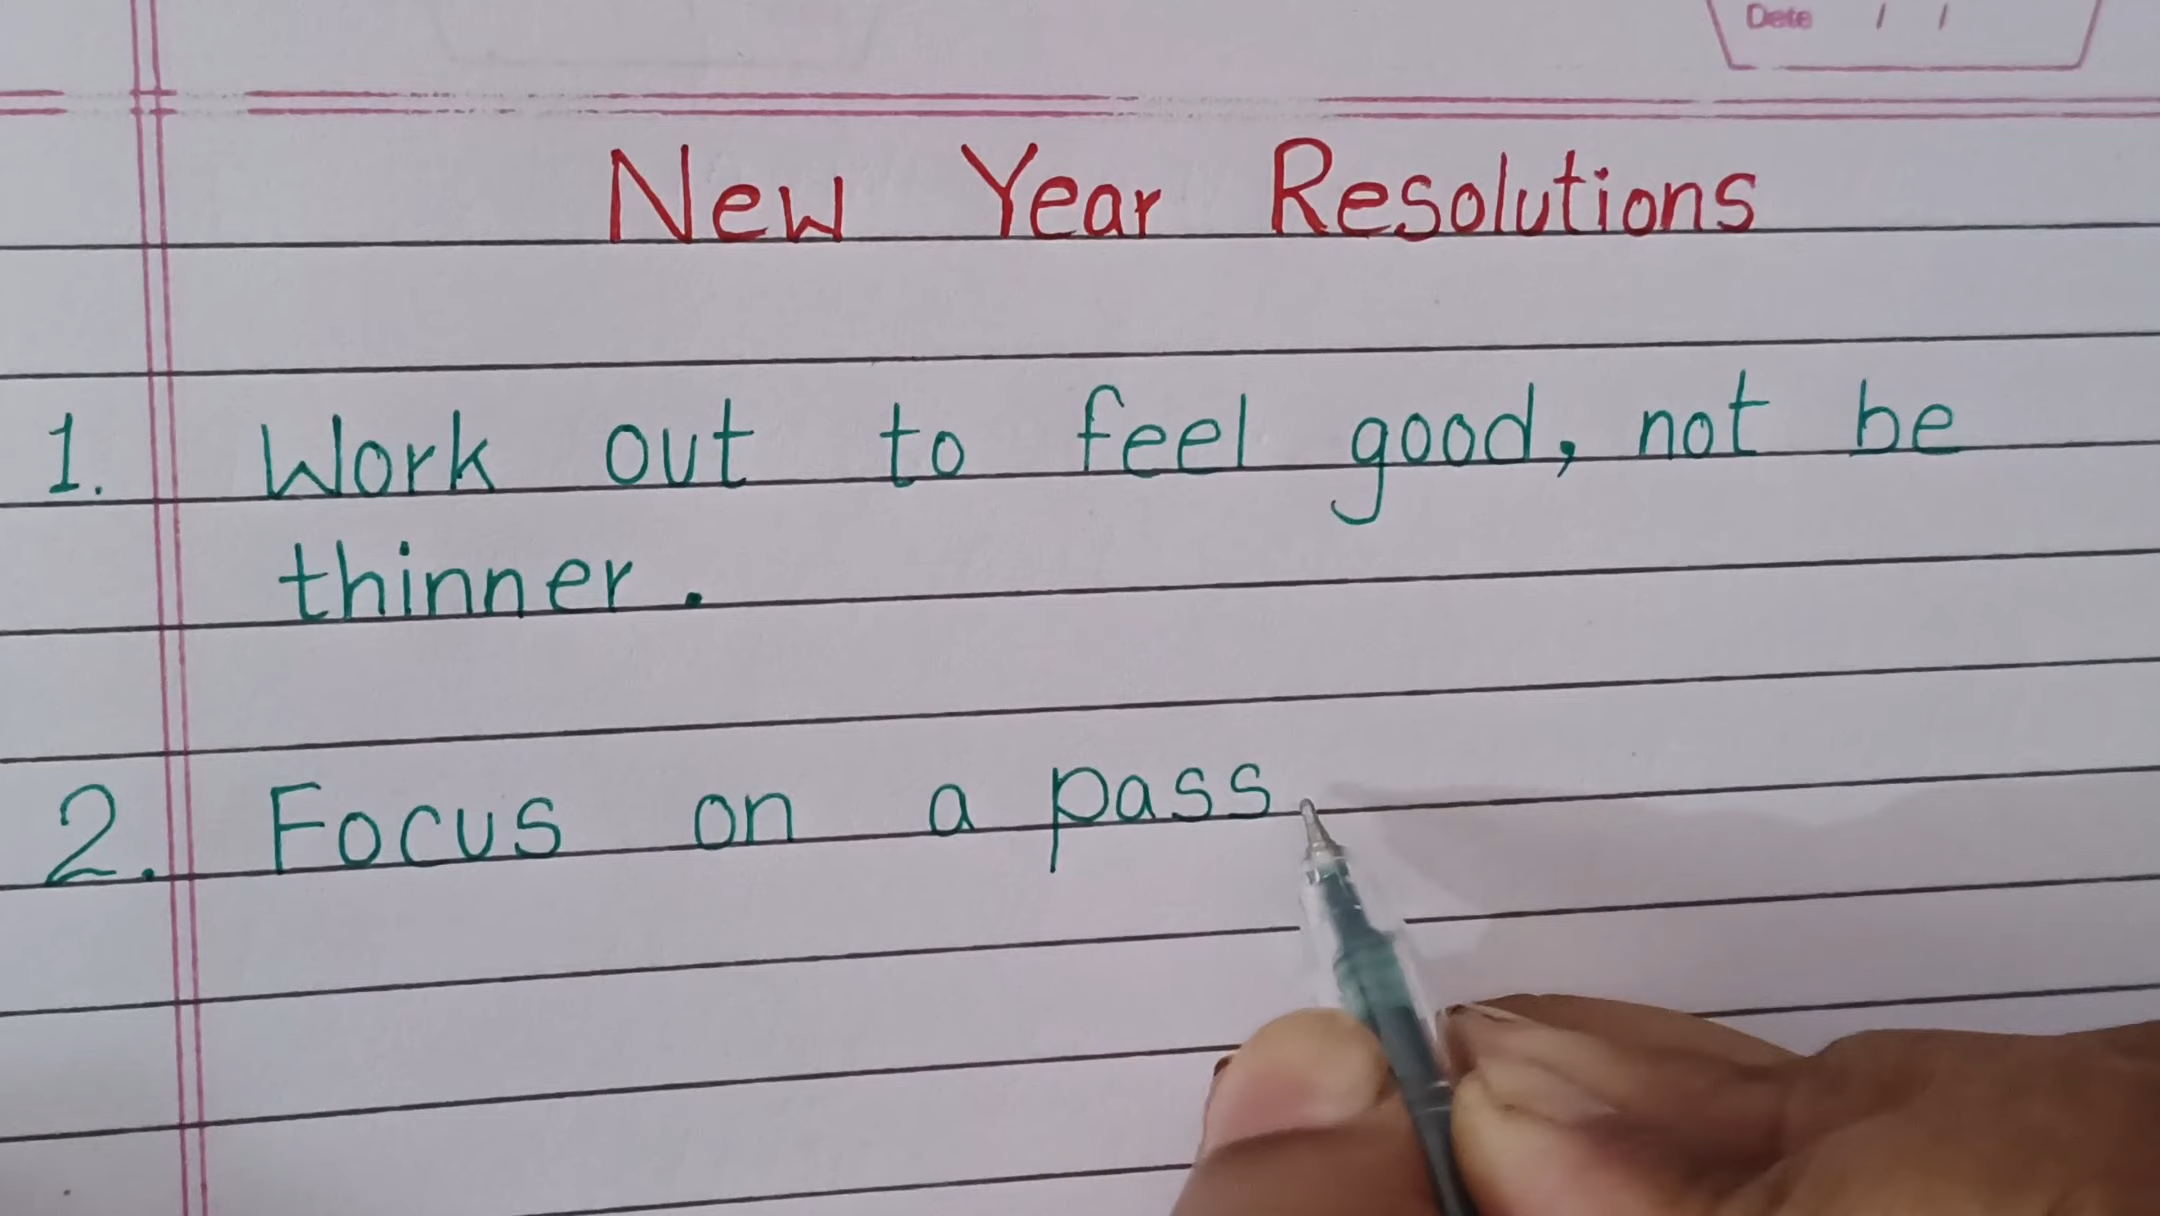 Date / /
New Year Resolutions
1. Work out to feel good, not be
thinner.
2. Focus on a pass